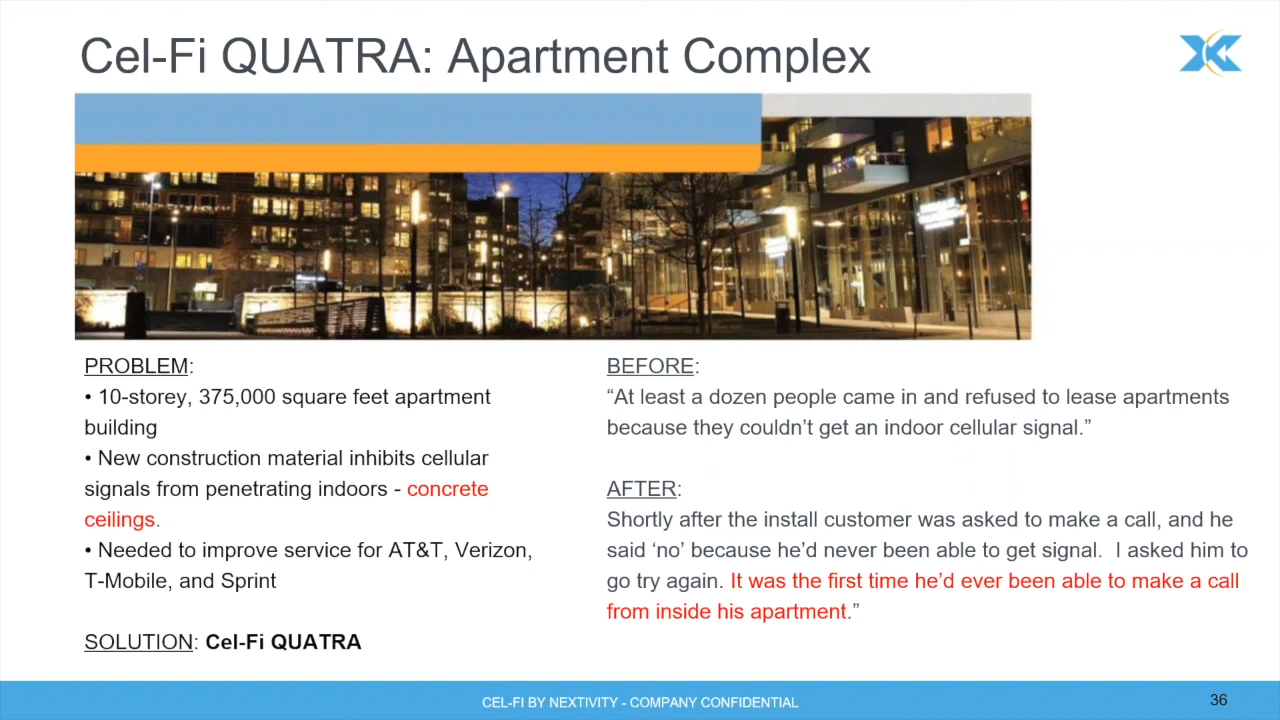 Cel-Fi QUATRA: Apartment Complex
PROBLEM:
• 10-storey, 375,000 square feet apartment
building
• New construction material inhibits cellular
signals from penetrating indoors - concrete
ceilings.
• Needed to improve service for AT&T, Verizon,
T-Mobile, and Sprint
SOLUTION: Cel-Fi QUATRA
BEFORE:
“At least a dozen people came in and refused to lease apartments
because they couldn’t get an indoor cellular signal.”
AFTER:
Shortly after the install customer was asked to make a call, and he
said ‘no’ because he’d never been able to get signal.  I asked him to
go try again. It was the first time he’d ever been able to make a call
from inside his apartment.”
CEL-FI BY NEXTIVITY - COMPANY CONFIDENTIAL
36